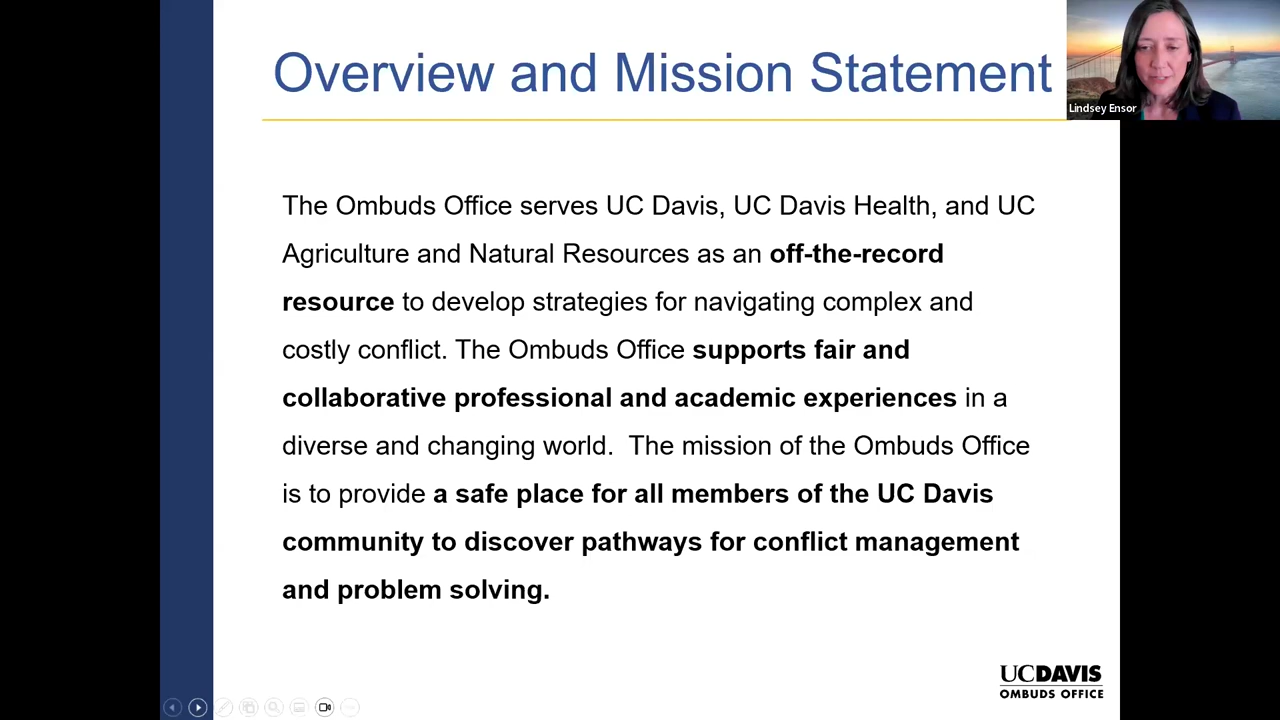 Overview and Mission Statement
Lindsey Ensor
The Ombuds Office serves UC Davis, UC Davis Health, and UC
Agriculture and Natural Resources as an off-the-record
resource to develop strategies for navigating complex and
costly conflict. The Ombuds Office supports fair and
collaborative professional and academic experiences in a
diverse and changing world.  The mission of the Ombuds Office
is to provide a safe place for all members of the UC Davis
community to discover pathways for conflict management
and problem solving.
UCDAVIS
OMBUDS OFFICE